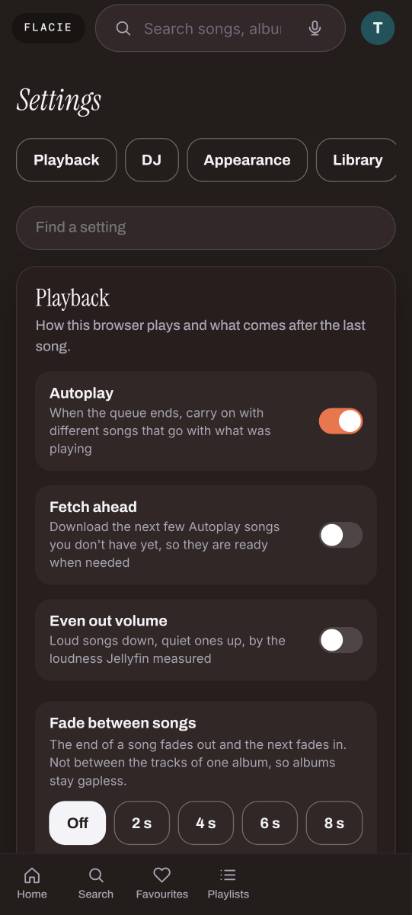 FLACIE
Search songs, albu
T
Settings
Playback
DJ
Appearance
Library
Find a setting
Playback
How this browser plays and what comes after the last
song.
Autoplay
When the queue ends, carry on with
different songs that go with what was
playing
Fetch ahead
Download the next few Autoplay songs
you don't have yet, so they are ready
when needed
Even out volume
Loud songs down, quiet ones up, by the
loudness Jellyfin measured
Fade between songs
The end of a song fades out and the next fades in.
Not between the tracks of one album, so albums
stay gapless.
Off
2 s
4 s
6 s
8 s
Home
Search
Favourites
Playlists